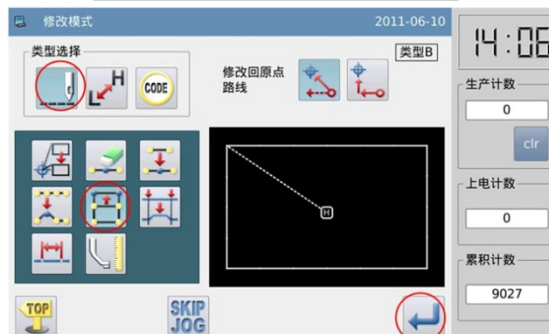 修改模式 2011-06-10
14:06
类型选择
类型B
H
L
CODE
修改回原点
路线
生产计数
0
clr
H
上电计数
0
累积计数
9027
TOP
SKIP
JOG